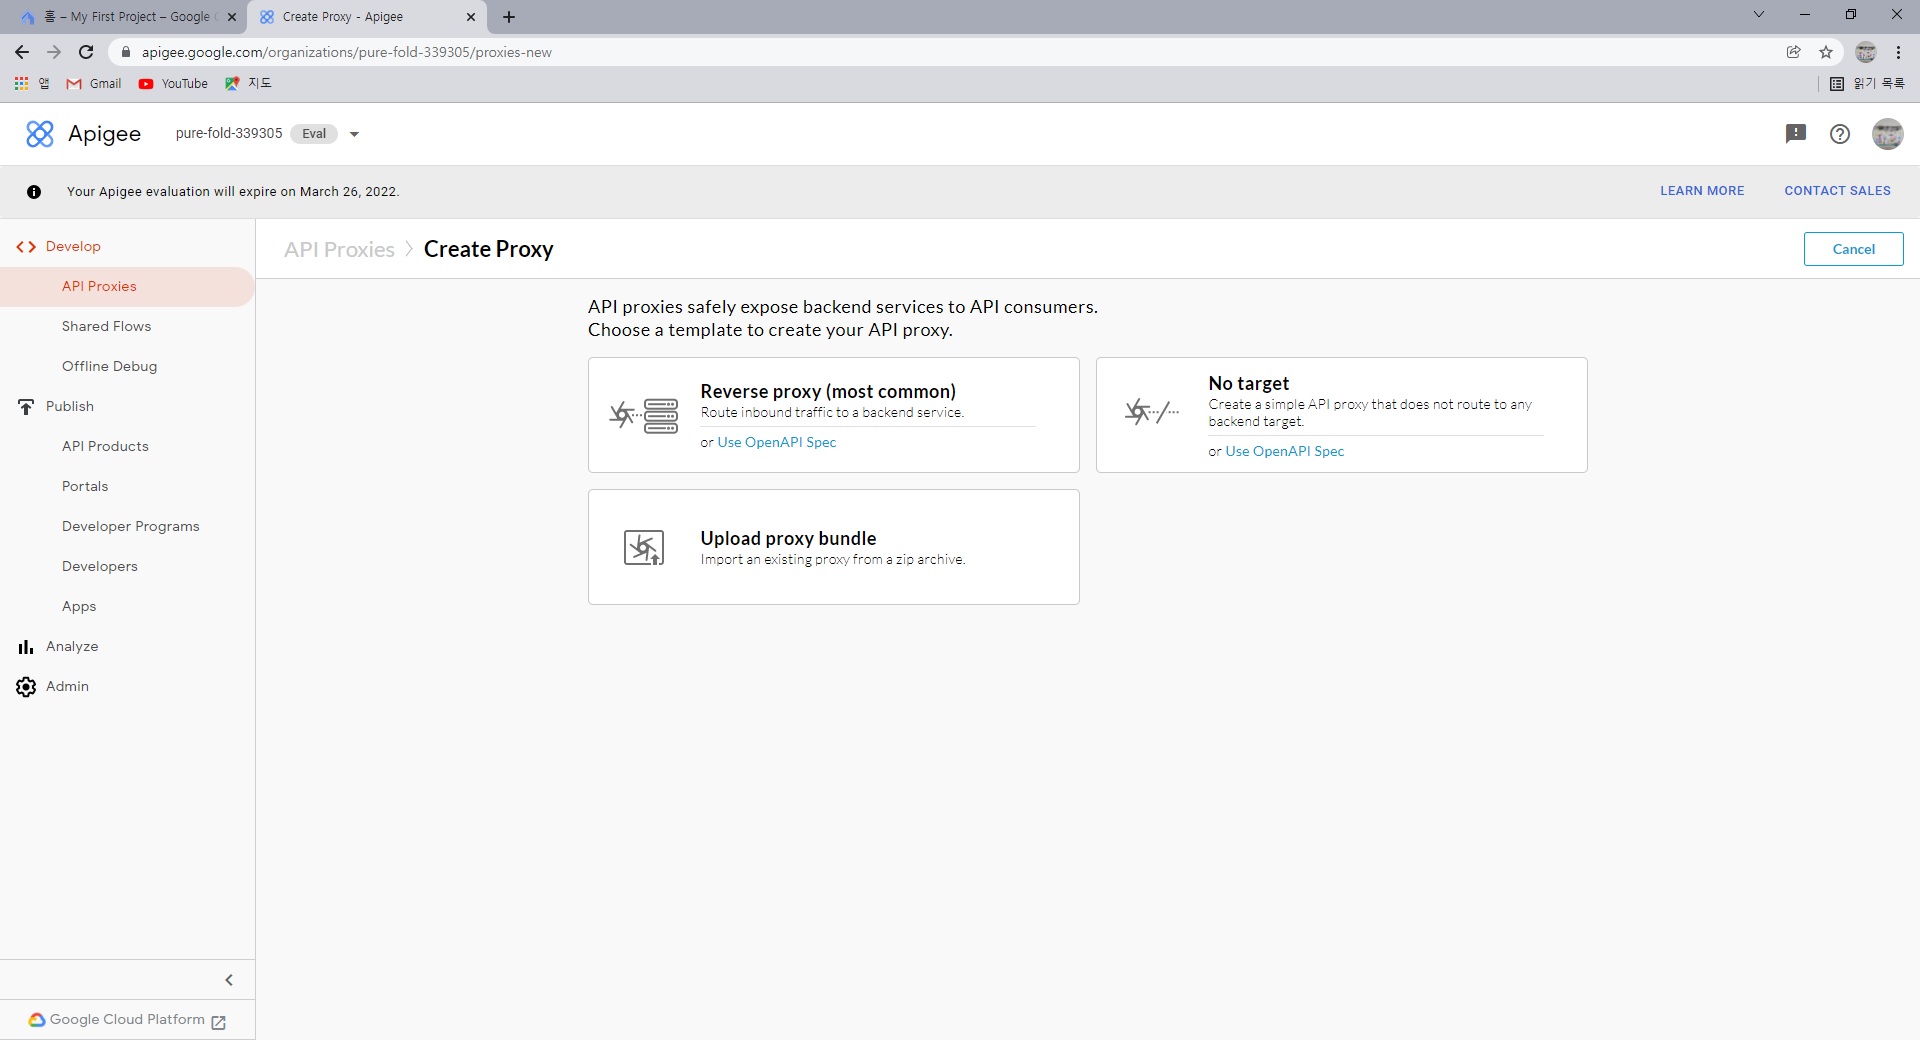 홈 – My First Project – Google
Create Proxy - Apigee
apigee.google.com/organizations/pure-fold-339305/proxies-new
앱
Gmail
YouTube
지도
읽기 목록
Apigee
pure-fold-339305
Eval
Your Apigee evaluation will expire on March 26, 2022.
LEARN MORE
CONTACT SALES
Develop
API Proxies
Shared Flows
Offline Debug
Publish
API Products
Portals
Developer Programs
Developers
Apps
Analyze
Admin
Google Cloud Platform
API Proxies
Create Proxy
Cancel
API proxies safely expose backend services to API consumers.
Choose a template to create your API proxy.
Reverse proxy (most common)
Route inbound traffic to a backend service.
or Use OpenAPI Spec
No target
Create a simple API proxy that does not route to any
backend target.
or Use OpenAPI Spec
Upload proxy bundle
Import an existing proxy from a zip archive.